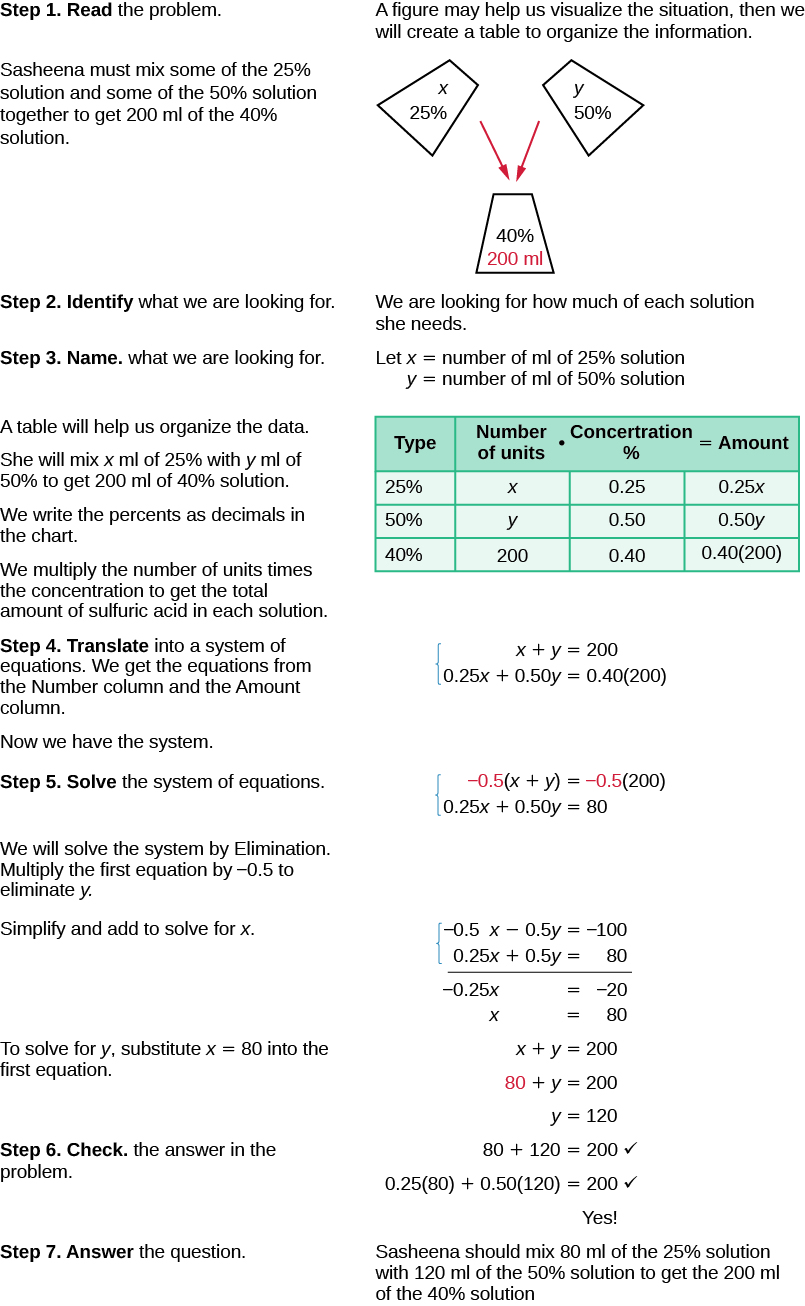 Step 1. Read the problem.
A figure may help us visualize the situation, then we
will create a table to organize the information.
Sasheena must mix some of the 25%
solution and some of the 50% solution
together to get 200 ml of the 40%
solution.
x
25%
y
50%
40%
200 ml
Step 2. Identify what we are looking for.
We are looking for how much of each solution
she needs.
Step 3. Name. what we are looking for.
Let x = number of ml of 25% solution
y = number of ml of 50% solution
A table will help us organize the data.
She will mix x ml of 25% with y ml of
50% to get 200 ml of 40% solution.
We write the percents as decimals in
the chart.
We multiply the number of units times
the concentration to get the total
amount of sulfuric acid in each solution.
Type Number of units • Concertration % = Amount
25% x 0.25 0.25x
50% y 0.50 0.50y
40% 200 0.40 0.40(200)
Step 4. Translate into a system of
equations. We get the equations from
the Number column and the Amount
column.
Now we have the system.
x + y = 200
0.25x + 0.50y = 0.40(200)
Step 5. Solve the system of equations.
−0.5(x + y) = −0.5(200)
0.25x + 0.50y = 80
We will solve the system by Elimination.
Multiply the first equation by −0.5 to
eliminate y.
Simplify and add to solve for x.
−0.5 x − 0.5y = −100
0.25x + 0.5y = 80
−0.25x = −20
x = 80
To solve for y, substitute x = 80 into the
first equation.
x + y = 200
80 + y = 200
y = 120
Step 6. Check. the answer in the
problem.
80 + 120 = 200 ✓
0.25(80) + 0.50(120) = 200 ✓
Yes!
Step 7. Answer the question.
Sasheena should mix 80 ml of the 25% solution
with 120 ml of the 50% solution to get the 200 ml
of the 40% solution